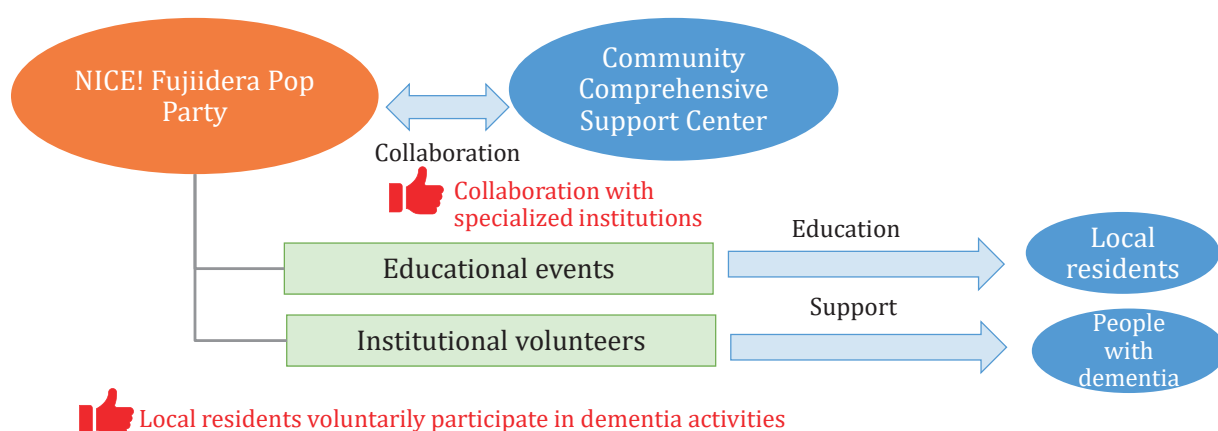 NICE! Fujiidera Pop
Party
Community
Comprehensive
Support Center
Collaboration
Collaboration with
specialized institutions
Educational events
Education
Local
residents
Institutional volunteers
Support
People
with
dementia
Local residents voluntarily participate in dementia activities